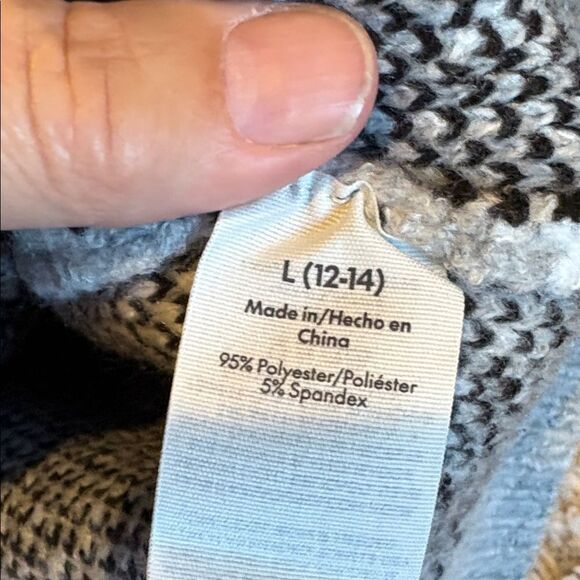 L (12-14)
Made in/Hecho en
China
95% Polyester/Poliéster
5% Spandex